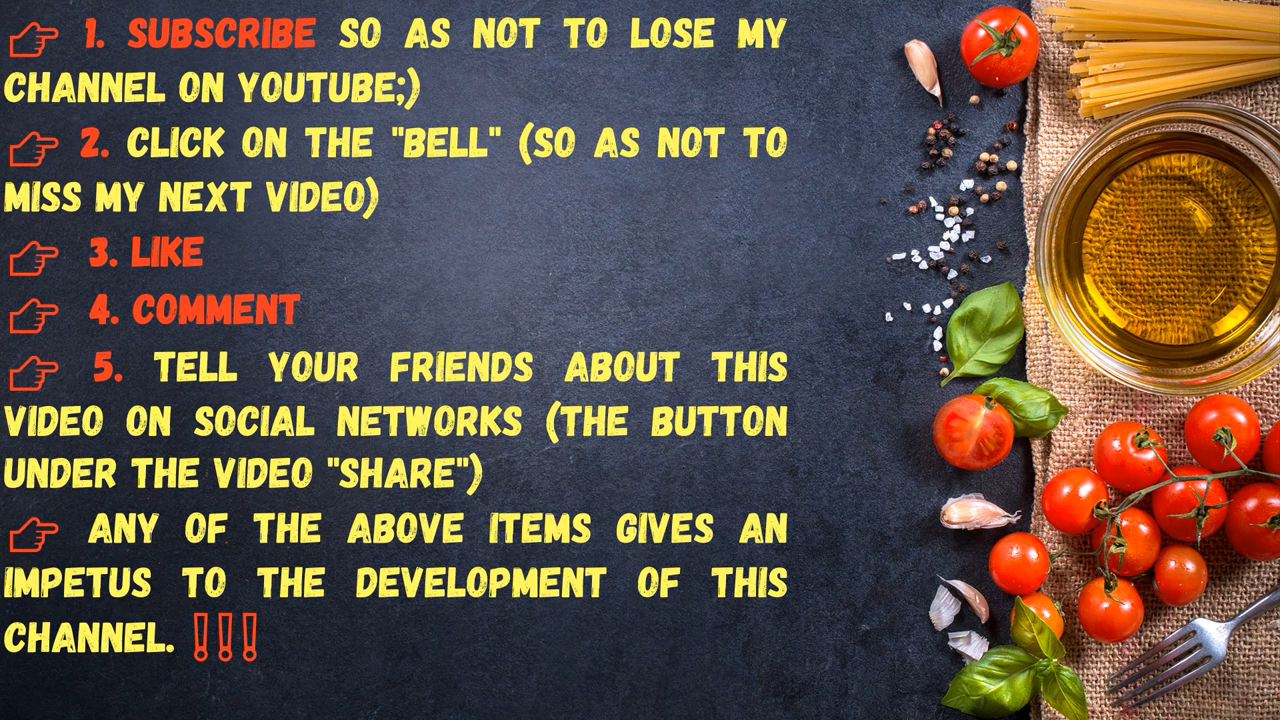 👉 1. SUBSCRIBE SO AS NOT TO LOSE MY
CHANNEL ON YOUTUBE;)
👉 2. CLICK ON THE "BELL" (SO AS NOT TO
MISS MY NEXT VIDEO)
👉 3. LIKE
👉 4. COMMENT
👉 5. TELL YOUR FRIENDS ABOUT THIS
VIDEO ON SOCIAL NETWORKS (THE BUTTON
UNDER THE VIDEO "SHARE")
👉 ANY OF THE ABOVE ITEMS GIVES AN
IMPETUS TO THE DEVELOPMENT OF THIS
CHANNEL. !!!